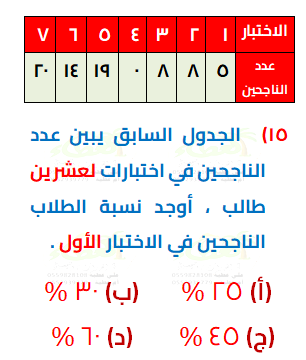 الاختبار ١ ٢ ٣ ٤ ٥ ٦ ٧
عدد الناجحين ٥ ٨ ٨ ٠ ١٩ ١٤ ٢٠
١٥) الجدول السابق يبين عدد
الناجحين في اختبارات لعشرين
طالب ، أوجد نسبة الطلاب
الناجحين في الاختبار الأول .
(أ) ٢٥ % (ب) ٣٠ %
(ج) ٤٥ % (د) ٦٠ %